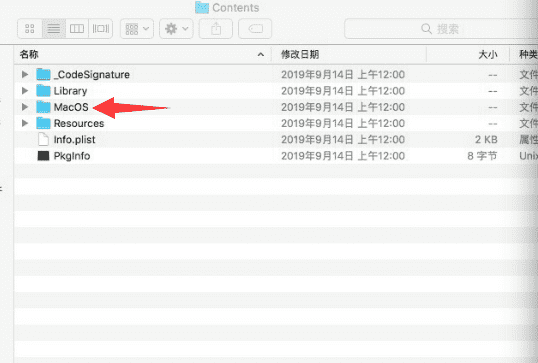 Contents
搜索
名称 修改日期 大小 种类
_CodeSignature 2019年9月14日 上午12:00 -- 文件
Library 2019年9月14日 上午12:00 -- 文件
MacOS 2019年9月14日 上午12:00 -- 文件
Resources 2019年9月14日 上午12:00 -- 文件
Info.plist 2019年9月14日 上午12:00 2 KB 属性
PkgInfo 2019年9月14日 上午12:00 8 字节 Unix